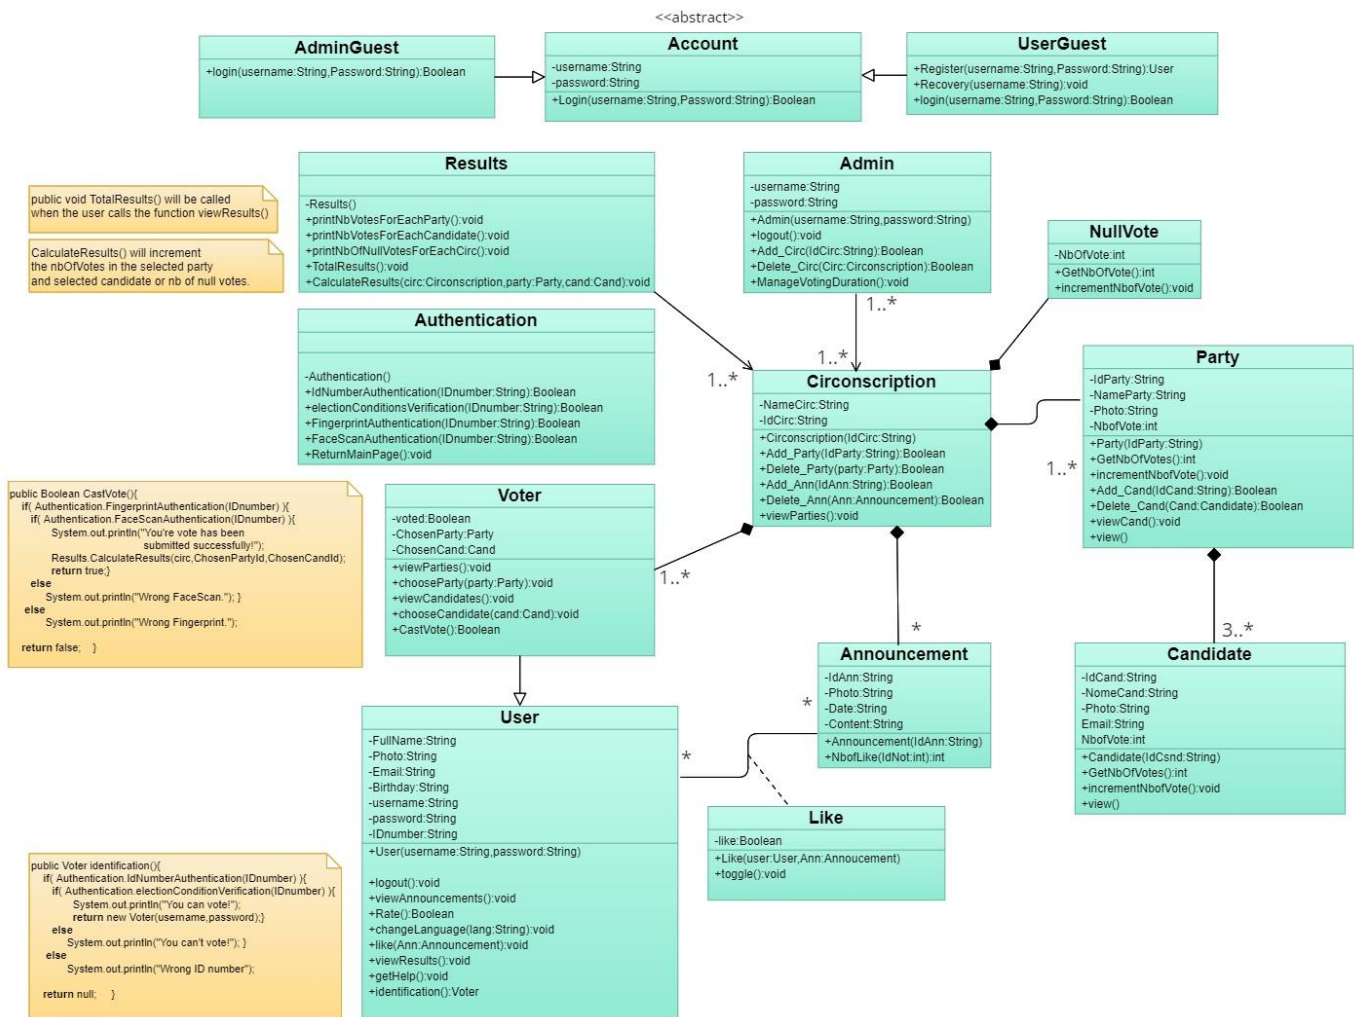 <<abstract>>
AdminGuest
+login(username:String,Password:String):Boolean
Account
-username:String
-password:String
+Login(username:String,Password:String):Boolean
UserGuest
+Register(username:String,Password:String):User
+Recovery(username:String):void
+login(username:String,Password:String):Boolean
public void TotalResults() will be called
when the user calls the function viewResults()
CalculateResults() will increment
the nbOfVotes in the selected party
and selected candidate or nb of null votes.
Results
-Results()
+printNbVotesForEachParty():void
+printNbVotesForEachCandidate():void
+printNbOfNullVotesForEachCirc():void
+TotalResults():void
+CalculateResults(circ:Circonscription,party:Party,cand:Cand):void
Admin
-username:String
-password:String
+Admin(username:String,password:String)
+logout():void
+Add_Circ(IdCirc:String):Boolean
+Delete_Circ(Circ:Circonscription):Boolean
+ManageVotingDuration():void
1..*
1..*
1..*
NullVote
-NbOfVote:int
+GetNbOfVote():int
+incrementNbofVote():void
Authentication
-Authentication()
+IdNumberAuthentication(IDnumber:String):Boolean
+electionConditionsVerification(IDnumber:String):Boolean
+FingerprintAuthentication(IDnumber:String):Boolean
+FaceScanAuthentication(IDnumber:String):Boolean
+ReturnMainPage():void
Circonscription
-NameCirc:String
-IdCirc:String
+Circonscription(IdCirc:String)
+Add_Party(IdParty:String):Boolean
+Delete_Party(party:Party):Boolean
+Add_Ann(IdAnn:String):Boolean
+Delete_Ann(Ann:Announcement):Boolean
+viewParties():void
Party
-IdParty:String
-NameParty:String
-Photo:String
-NbofVote:int
+Party(IdParty:String)
+GetNbOfVotes():int
+incrementNbofVote():void
+Add_Cand(IdCand:String):Boolean
+Delete_Cand(Cand:Candidate):Boolean
+viewCand():void
+view()
1..*
public Boolean CastVote(){
if( Authentication.FingerprintAuthentication(IDnumber) ){
if( Authentication.FaceScanAuthentication(IDnumber) ){
System.out.println("You're vote has been
submitted successfully!");
Results.CalculateResults(circ,ChosenPartyId,ChosenCandId);
return true;}
else
System.out.println("Wrong FaceScan."); }
else
System.out.println("Wrong Fingerprint.");
return false; }
Voter
-voted:Boolean
-ChosenParty:Party
-ChosenCand:Cand
+viewParties():void
+chooseParty(party:Party):void
+viewCandidates():void
+chooseCandidate(cand:Cand):void
+CastVote():Boolean
1..*
*
3..*
Announcement
-IdAnn:String
-Photo:String
-Date:String
-Content:String
+Announcement(IdAnn:String)
+NbofLike(IdNot:int):int
*
*
Candidate
-IdCand:String
-NomeCand:String
-Photo:String
Email:String
NbofVote:int
+Candidate(IdCsnd:String)
+GetNbOfVotes():int
+incrementNbofVote():void
+view()
User
-FullName:String
-Photo:String
-Email:String
-Birthday:String
-username:String
-password:String
-IDnumber:String
+User(username:String,password:String)
+logout():void
+viewAnnouncements():void
+Rate():Boolean
+changeLanguage(lang:String):void
+like(Ann:Announcement):void
+viewResults():void
+getHelp():void
+identification():Voter
Like
-like:Boolean
+Like(user:User,Ann:Annoucement)
+toggle():void
public Voter identification(){
if( Authentication.IdNumberAuthentication(IDnumber) ){
if( Authentication.electionConditionVerification(IDnumber) ){
System.out.println("You can vote!");
return new Voter(username,password);}
else
System.out.println("You can't vote!"); }
else
System.out.println("Wrong ID number");
return null; }